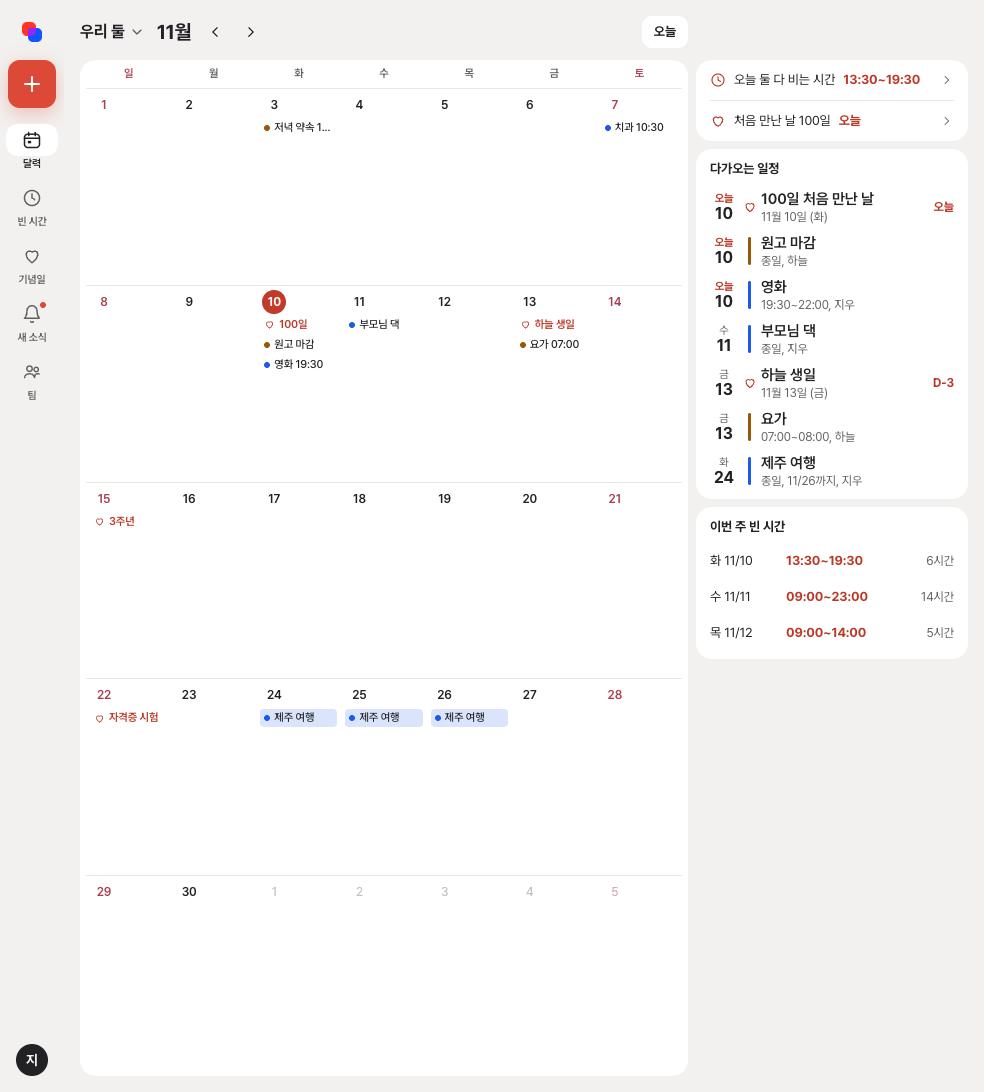 우리 둘 11월 오늘
달력
빈 시간
기념일
새 소식
팀
지
일 월 화 수 목 금 토
1 2 3 4 5 6 7
저녁 약속 1... 치과 10:30
8 9 10 11 12 13 14
100일 부모님 댁 하늘 생일
원고 마감 요가 07:00
영화 19:30
15 16 17 18 19 20 21
3주년
22 23 24 25 26 27 28
자격증 시험 제주 여행 제주 여행 제주 여행
29 30 1 2 3 4 5
오늘 둘 다 비는 시간 13:30~19:30
처음 만난 날 100일 오늘
다가오는 일정
오늘 10 100일 처음 만난 날 오늘
11월 10일 (화)
오늘 10 원고 마감
종일, 하늘
오늘 10 영화
19:30~22:00, 지우
수 11 부모님 댁
종일, 지우
금 13 하늘 생일 D-3
11월 13일 (금)
금 13 요가
07:00~08:00, 하늘
화 24 제주 여행
종일, 11/26까지, 지우
이번 주 빈 시간
화 11/10 13:30~19:30 6시간
수 11/11 09:00~23:00 14시간
목 11/12 09:00~14:00 5시간